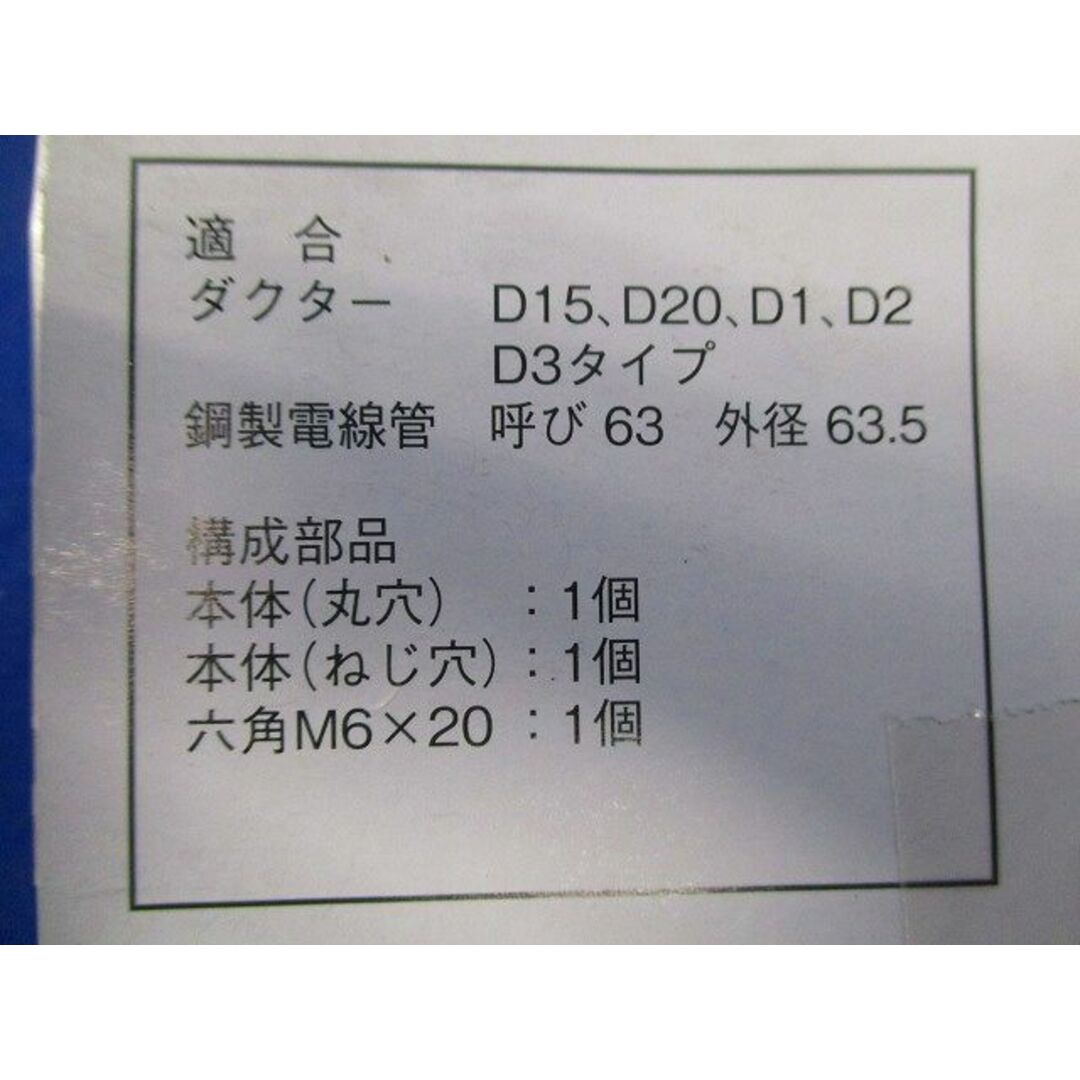 適　合
ダクター　D15、D20、D1、D2
D3タイプ
鋼製電線管　呼び 63　外径 63.5
構成部品
本体(丸穴)　：1個
本体(ねじ穴)：1個
六角M6×20　：1個